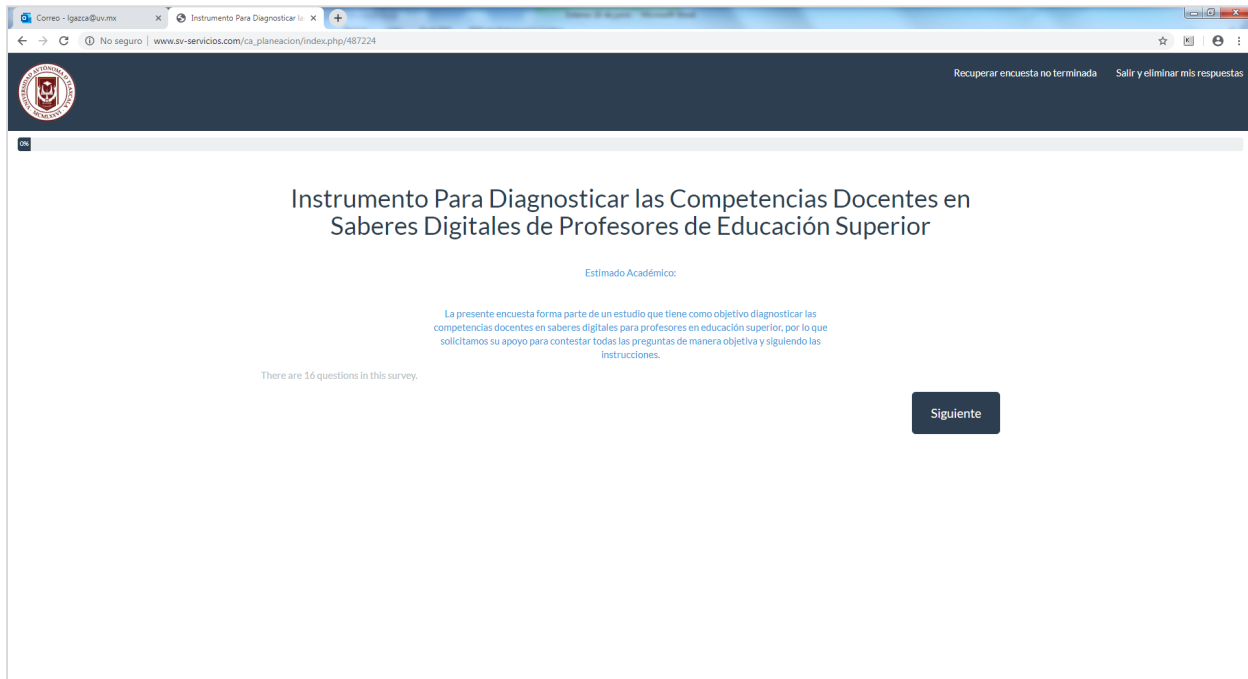 Correo - lgazca@uv.mx
Instrumento Para Diagnosticar la
No seguro | www.sv-servicios.com/ca_planeacion/index.php/487224
Recuperar encuesta no terminada
Salir y eliminar mis respuestas
0%
Instrumento Para Diagnosticar las Competencias Docentes en
Saberes Digitales de Profesores de Educación Superior
Estimado Académico:
La presente encuesta forma parte de un estudio que tiene como objetivo diagnosticar las
competencias docentes en saberes digitales para profesores en educación superior, por lo que
solicitamos su apoyo para contestar todas las preguntas de manera objetiva y siguiendo las
instrucciones.
There are 16 questions in this survey.
Siguiente